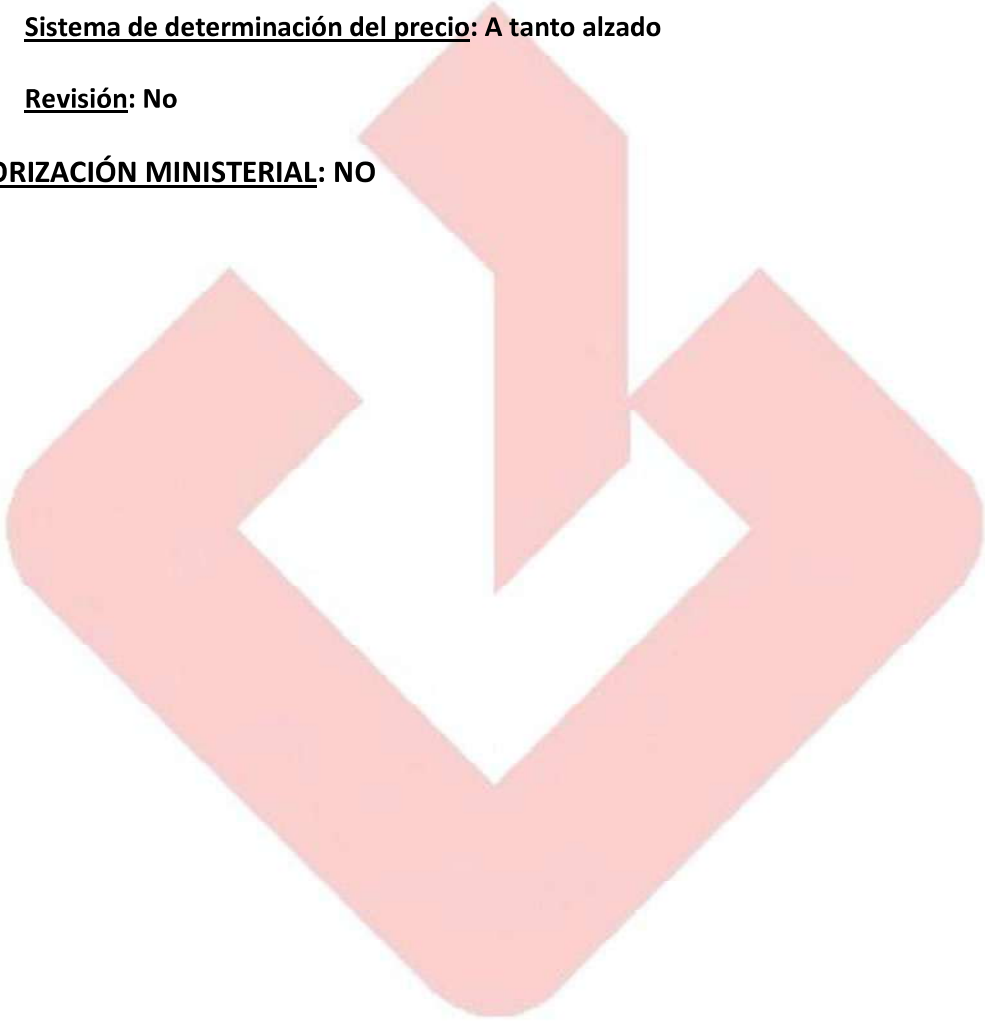 Sistema de determinación del precio: A tanto alzado
Revisión: No
ORIZACIÓN MINISTERIAL: NO